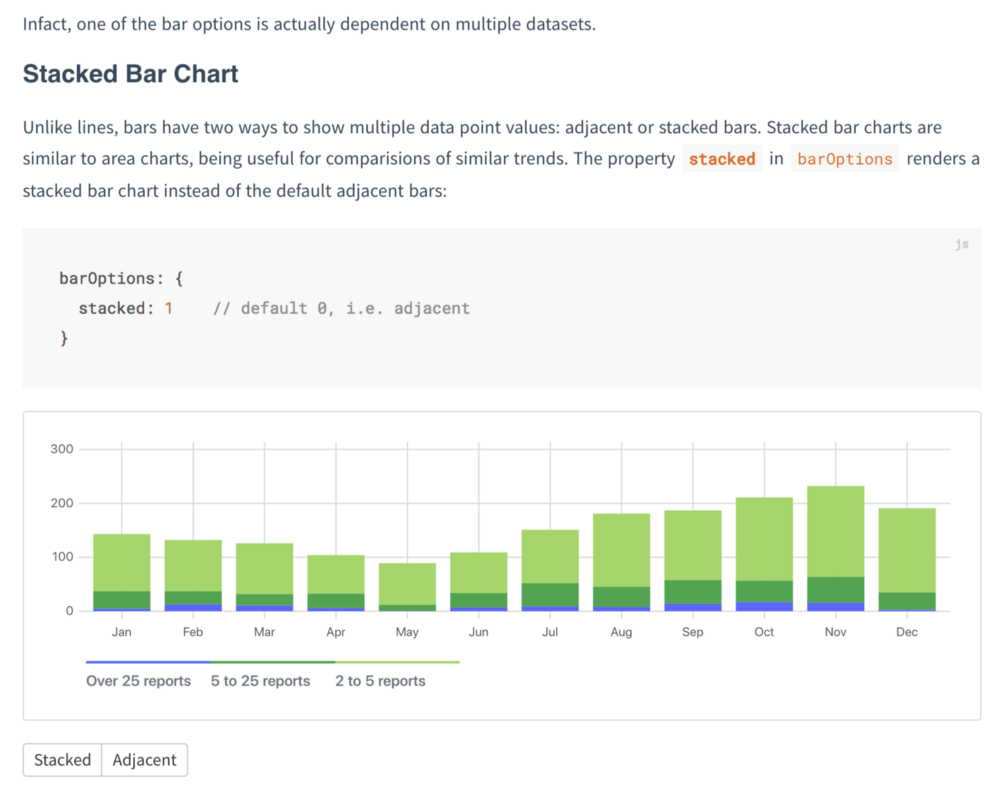 Infact, one of the bar options is actually dependent on multiple datasets.
Stacked Bar Chart
Unlike lines, bars have two ways to show multiple data point values: adjacent or stacked bars. Stacked bar charts are
similar to area charts, being useful for comparisions of similar trends. The property stacked in barOptions renders a
stacked bar chart instead of the default adjacent bars:
js
barOptions: {
stacked: 1 // default 0, i.e. adjacent
}
300
200
100
0
Jan Feb Mar Apr May Jun Jul Aug Sep Oct Nov Dec
Over 25 reports 5 to 25 reports 2 to 5 reports
Stacked Adjacent